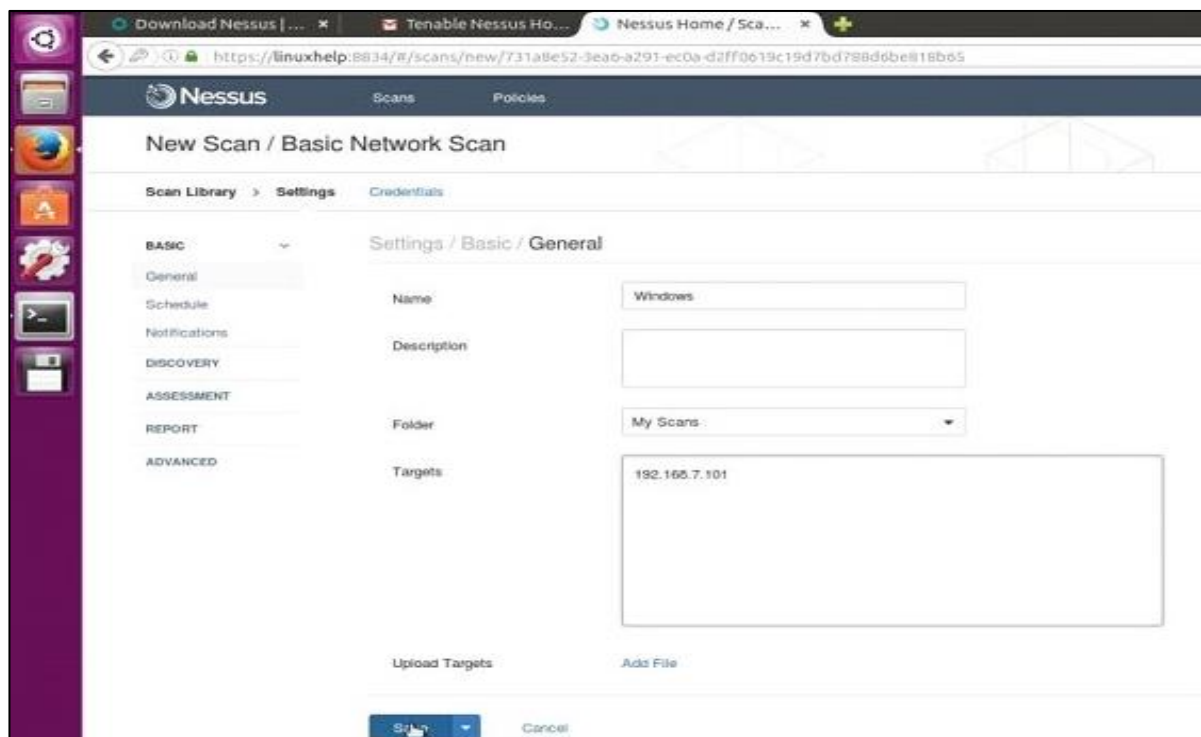 Download Nessus | ...
Tenable Nessus Ho...
Nessus Home / Sca...
https://linuxhelp:8834/#/scans/new/731a8e52-3ea6-a291-ec0a-d2ff0619c19d7bd788d6be818b65
Nessus
Scans
Policies
New Scan / Basic Network Scan
Scan Library > Settings
Credentials
BASIC
Settings / Basic / General
General
Name
Windows
Schedule
Notifications
Description
DISCOVERY
ASSESSMENT
REPORT
Folder
My Scans
ADVANCED
Targets
192.168.7.101
Upload Targets
Add File
Cancel